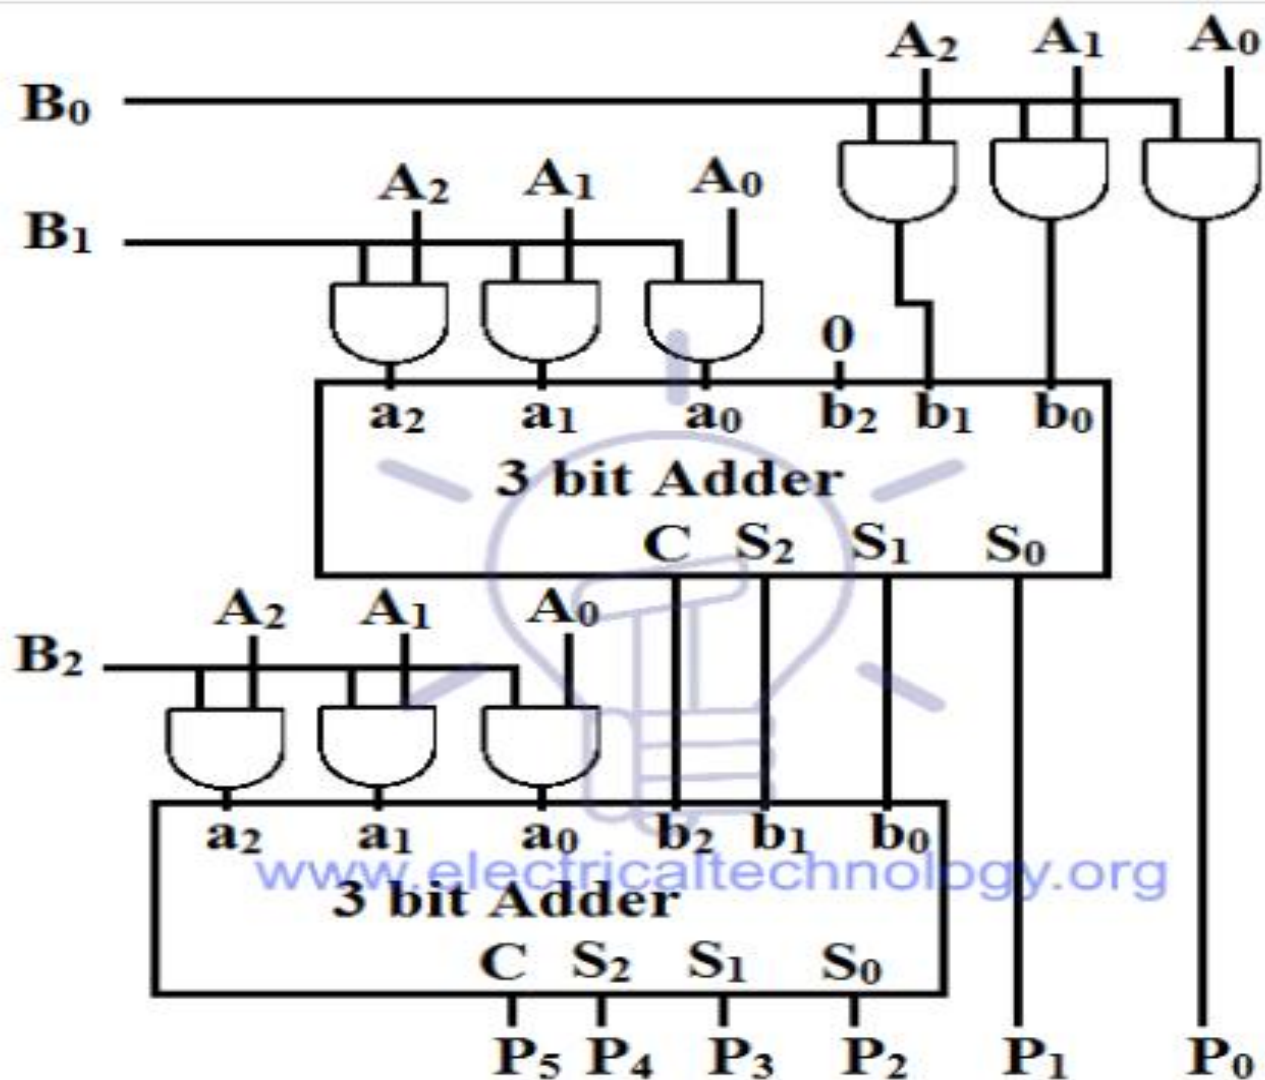 A₂ A₁ A₀
B₀
A₂ A₁ A₀
B₁
0
a₂ a₁ a₀ b₂ b₁ b₀
3 bit Adder
C S₂ S₁ S₀
A₂ A₁ A₀
B₂
a₂ a₁ a₀ b₂ b₁ b₀
www.electricaltechnology.org
3 bit Adder
C S₂ S₁ S₀
P₅ P₄ P₃ P₂ P₁ P₀